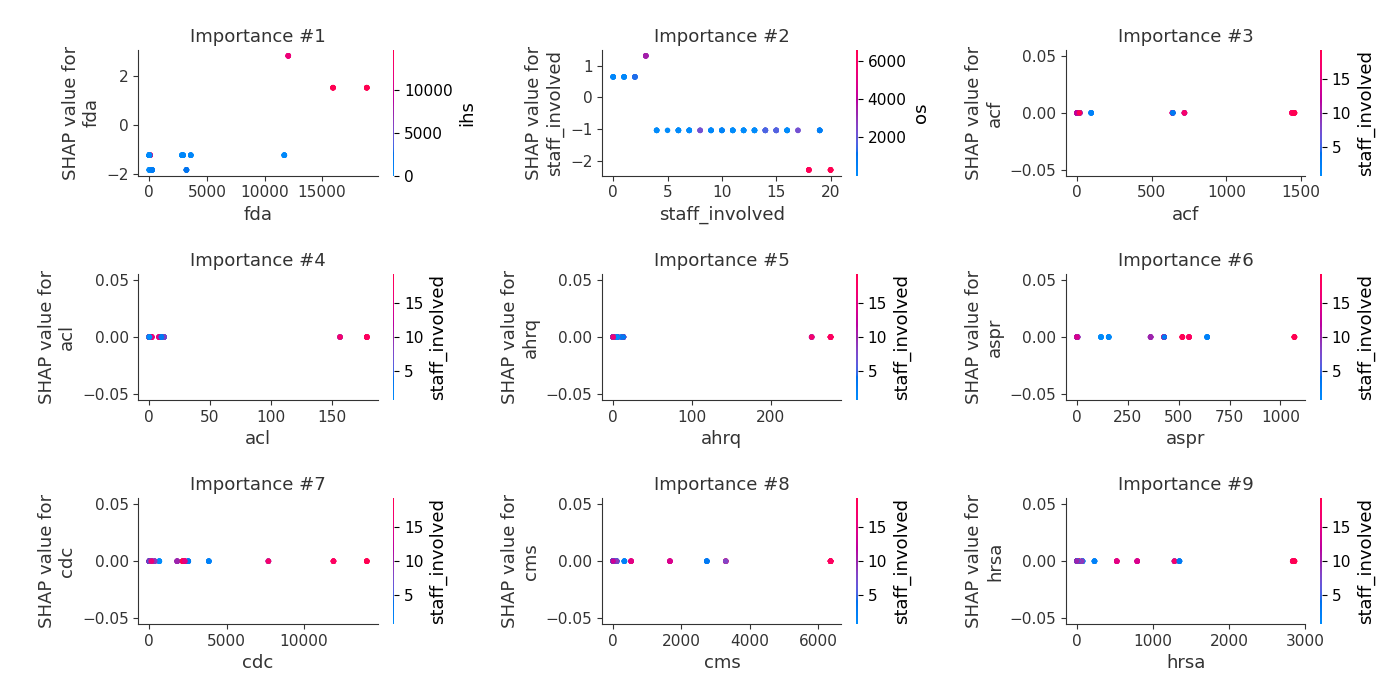 Importance #1
SHAP value for
fda
2
0
−2
0
5000
10000
15000
fda
10000
5000
0
ihs
Importance #2
SHAP value for
staff_involved
1
0
−1
−2
0
5
10
15
20
staff_involved
6000
4000
2000
os
Importance #3
SHAP value for
acf
0.05
0.00
−0.05
0
500
1000
1500
acf
15
10
5
staff_involved
Importance #4
SHAP value for
acl
0.05
0.00
−0.05
0
50
100
150
acl
15
10
5
staff_involved
Importance #5
SHAP value for
ahrq
0.05
0.00
−0.05
0
100
200
ahrq
15
10
5
staff_involved
Importance #6
SHAP value for
aspr
0.05
0.00
−0.05
0
250
500
750
1000
aspr
15
10
5
staff_involved
Importance #7
SHAP value for
cdc
0.05
0.00
−0.05
0
5000
10000
cdc
15
10
5
staff_involved
Importance #8
SHAP value for
cms
0.05
0.00
−0.05
0
2000
4000
6000
cms
15
10
5
staff_involved
Importance #9
SHAP value for
hrsa
0.05
0.00
−0.05
0
1000
2000
3000
hrsa
15
10
5
staff_involved